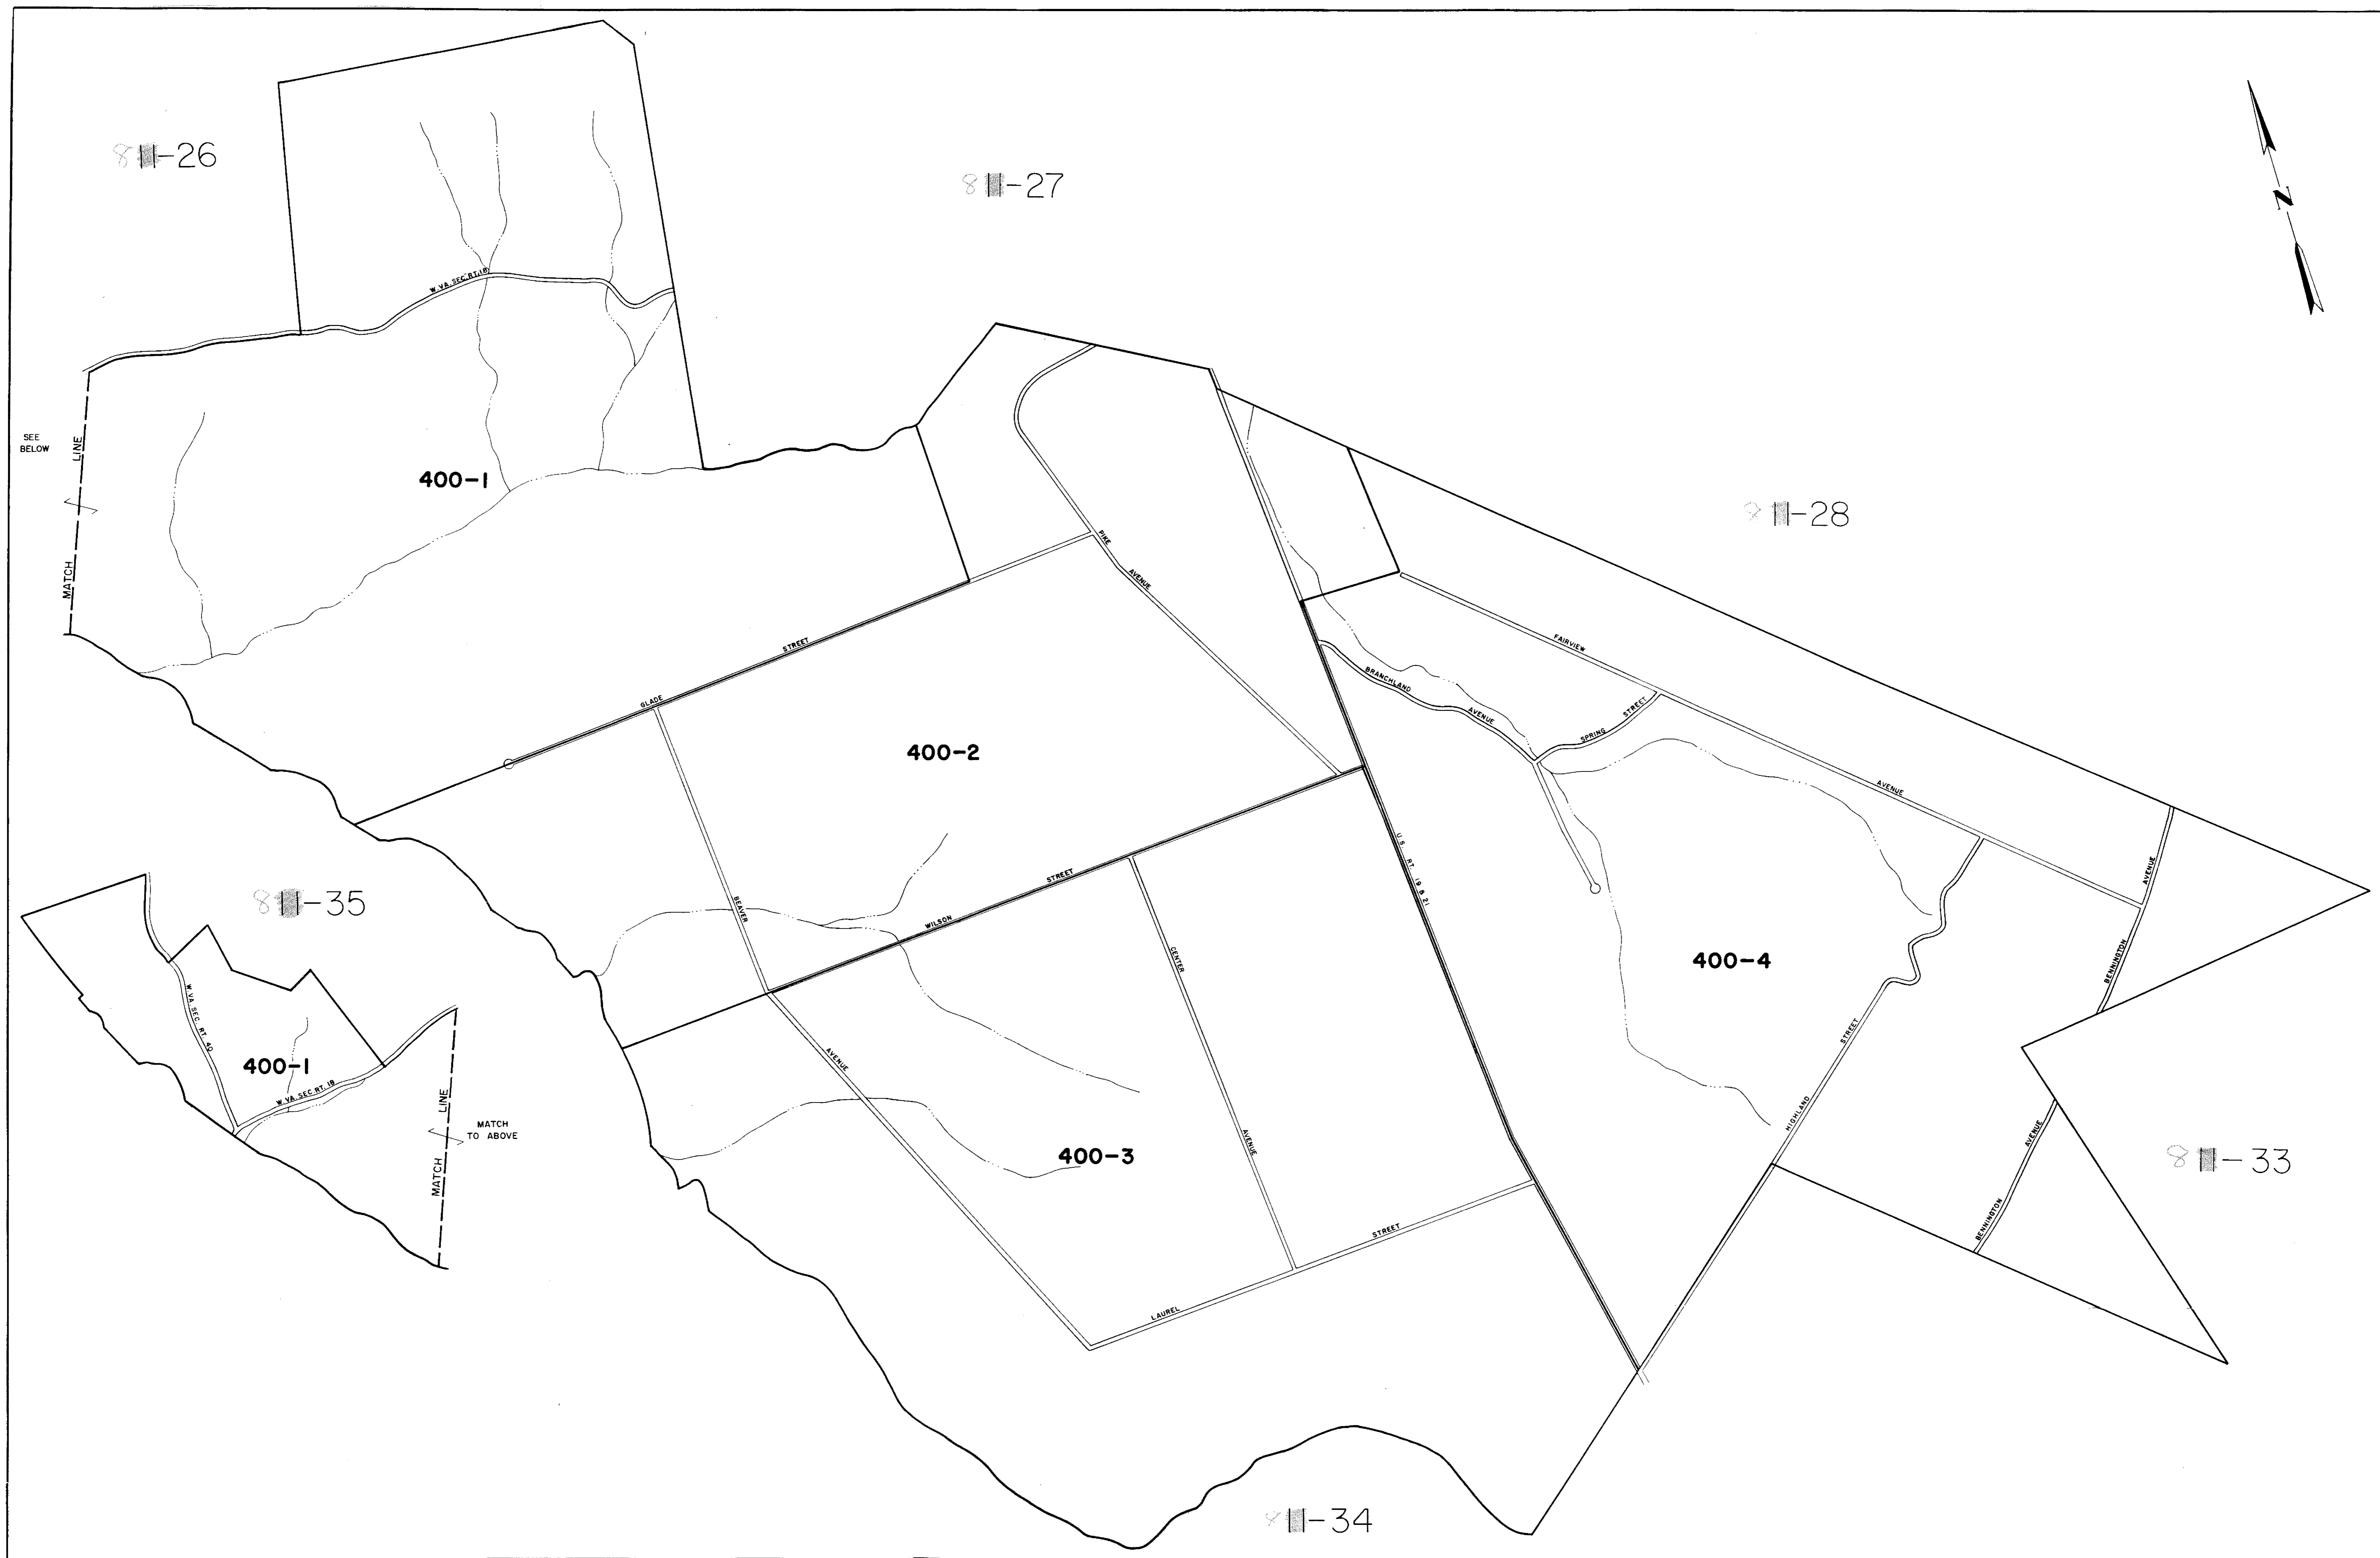 8 -26
8 -27
N
W. VA. SEC. RT. 18
SEE
BELOW
MATCH LINE
400-1
8 -28
PIKE AVENUE
GLADE STREET
FAIRVIEW AVENUE
BRANCHLAND AVENUE
SPRING STREET
400-2
U.S. RT. 19 & 21
BEAVER AVENUE
WILSON STREET
CENTER AVENUE
400-4
BENNINGTON AVENUE
8 -35
W. VA. SEC. RT. 40
400-1
W. VA. SEC. RT. 18
MATCH LINE
MATCH
TO ABOVE
HIGHLAND STREET
400-3
BENNINGTON AVENUE
8 -33
LAUREL STREET
-34